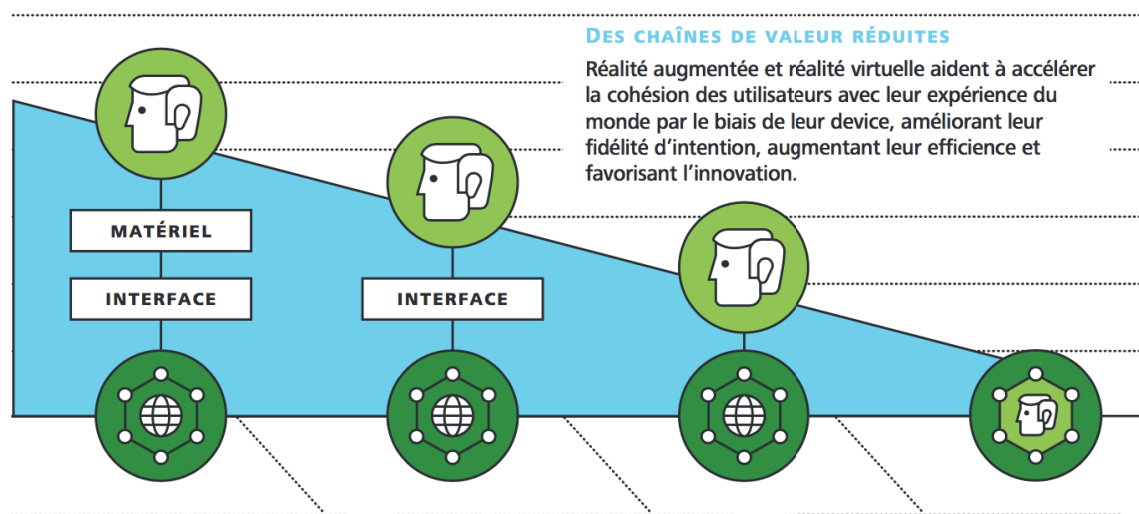 DES CHAÎNES DE VALEUR RÉDUITES
Réalité augmentée et réalité virtuelle aident à accélérer
la cohésion des utilisateurs avec leur expérience du
monde par le biais de leur device, améliorant leur
fidélité d’intention, augmentant leur efficience et
favorisant l’innovation.
MATÉRIEL
INTERFACE
INTERFACE